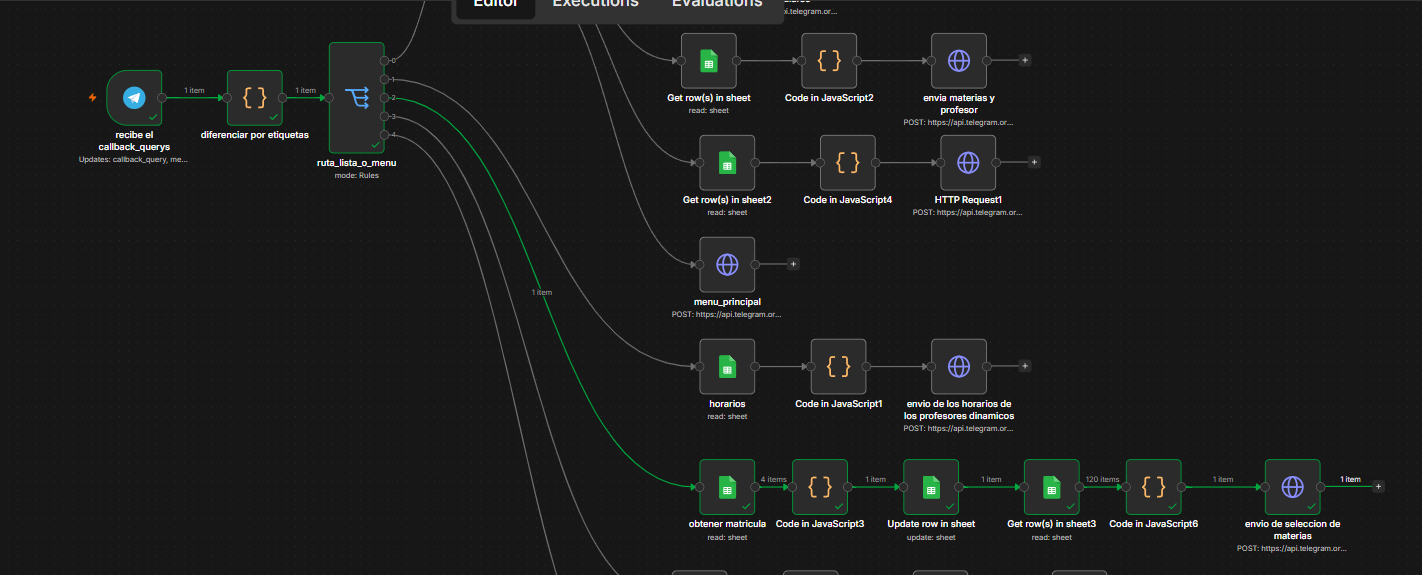 Editor
Executions
Evaluations
i.telegram.or...
recibe el
callback_querys
Updates: callback_query, me...
1 item
diferenciar por etiquetas
1 item
ruta_lista_o_menu
mode: Rules
0
1
2
3
4
Get row(s) in sheet
read: sheet
Code in JavaScript2
envia materias y
profesor
POST: https://api.telegram.or...
Get row(s) in sheet2
read: sheet
Code in JavaScript4
HTTP Request1
POST: https://api.telegram.or...
menu_principal
POST: https://api.telegram.or...
1 item
horarios
read: sheet
Code in JavaScript1
envio de los horarios de
los profesores dinamicos
POST: https://api.telegram.or...
4 items
1 item
1 item
120 items
1 item
1 item
obtener matricula
read: sheet
Code in JavaScript3
Update row in sheet
update: sheet
Get row(s) in sheet3
read: sheet
Code in JavaScript6
envio de seleccion de
materias
POST: https://api.telegram.or...